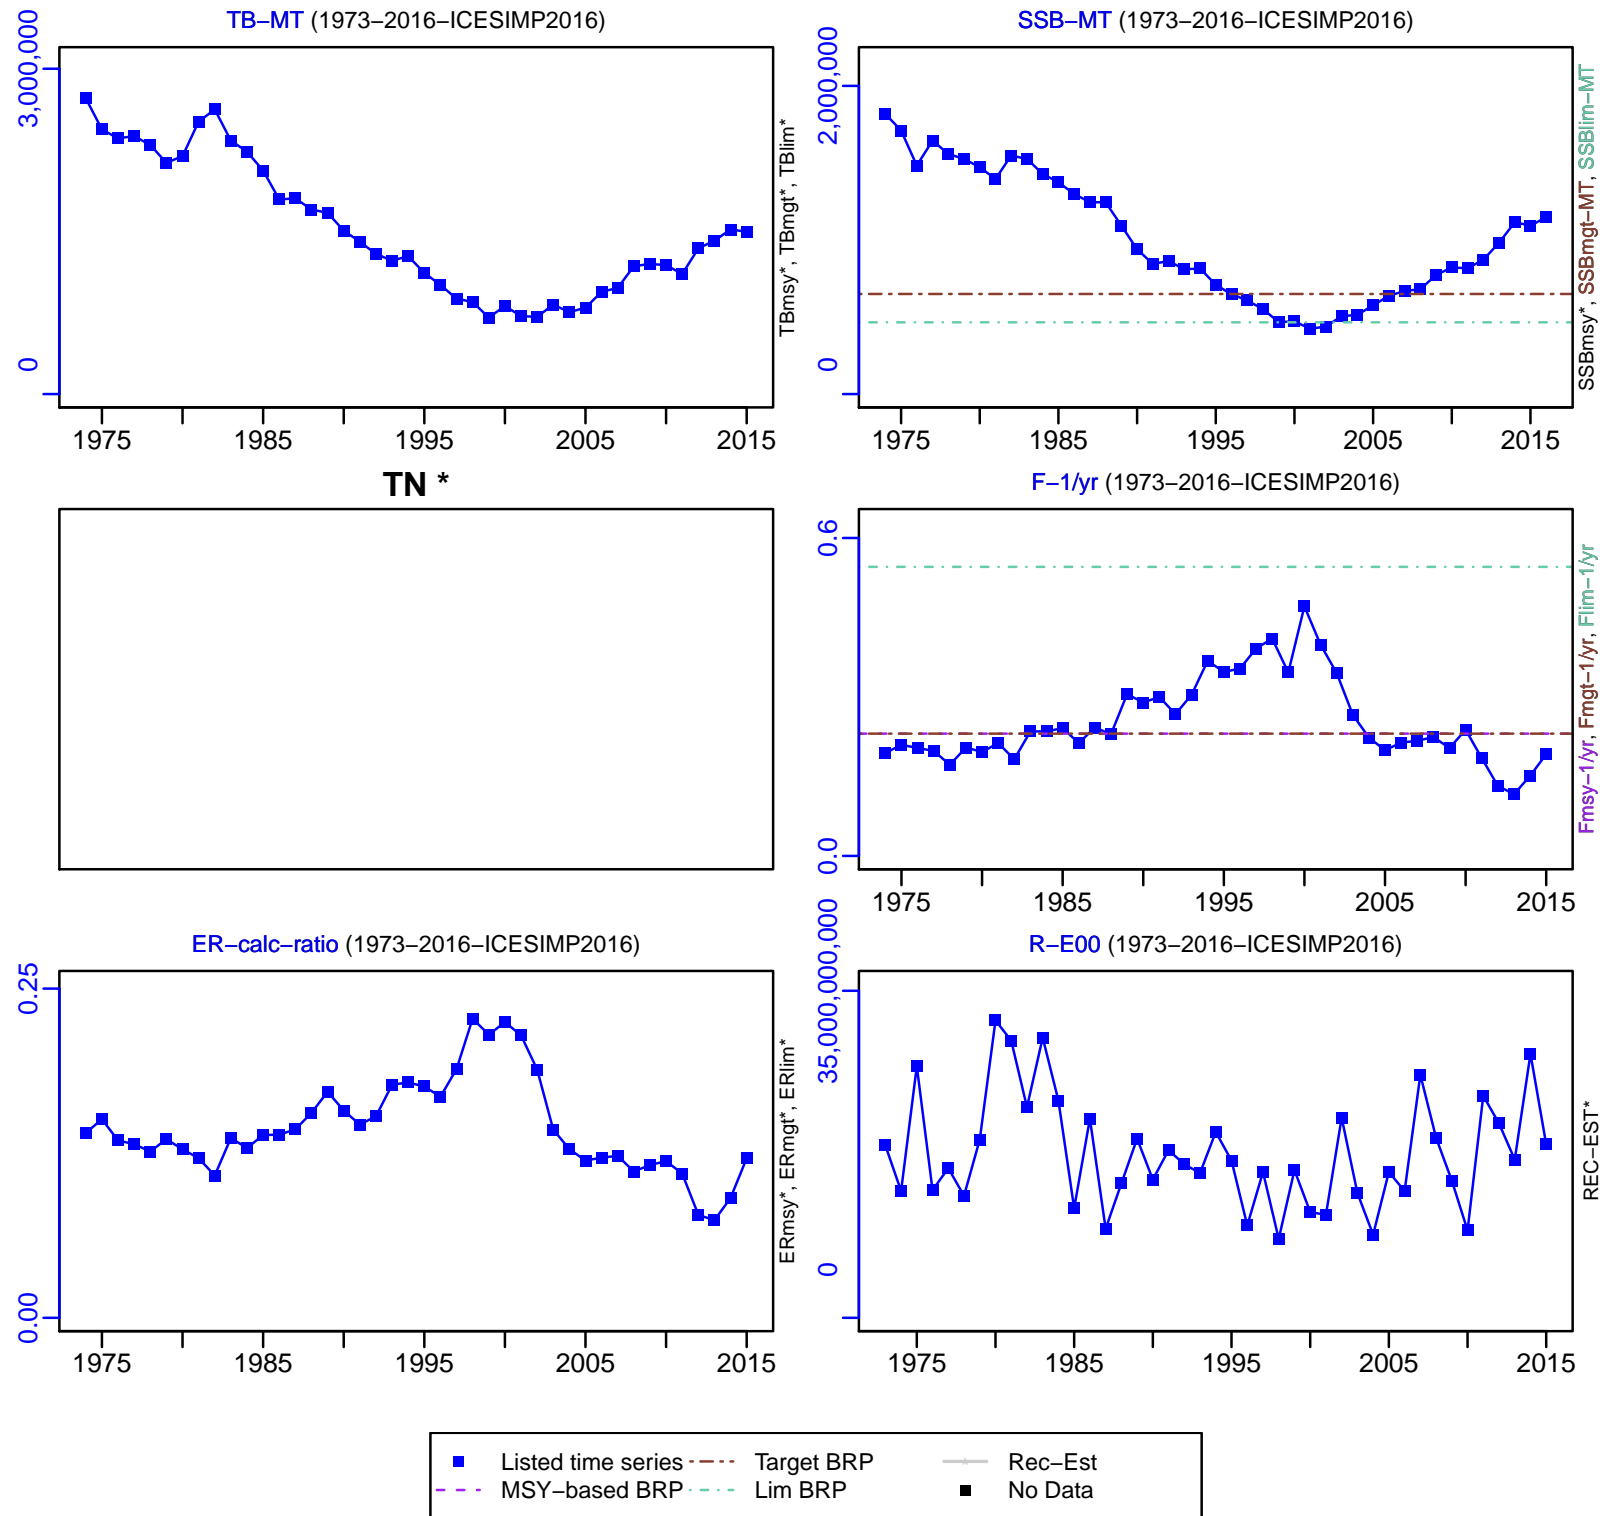 TB−MT (1973−2016−ICESIMP2016)
3,000,000
0
TBmsy*, TBmgt*, TBlim*
1975 1985 1995 2005 2015
SSB−MT (1973−2016−ICESIMP2016)
2,000,000
0
SSBmsy*, SSBmgt−MT, SSBlim−MT
1975 1985 1995 2005 2015
TN *
F−1/yr (1973−2016−ICESIMP2016)
0.6
0.0
Fmsy−1/yr, Fmgt−1/yr, Flim−1/yr
1975 1985 1995 2005 2015
ER−calc−ratio (1973−2016−ICESIMP2016)
0.25
0.00
ERmsy*, ERmgt*, ERlim*
1975 1985 1995 2005 2015
R−E00 (1973−2016−ICESIMP2016)
35,000,000
0
REC−EST*
1975 1985 1995 2005 2015
Listed time series Target BRP Rec−Est
MSY−based BRP Lim BRP No Data